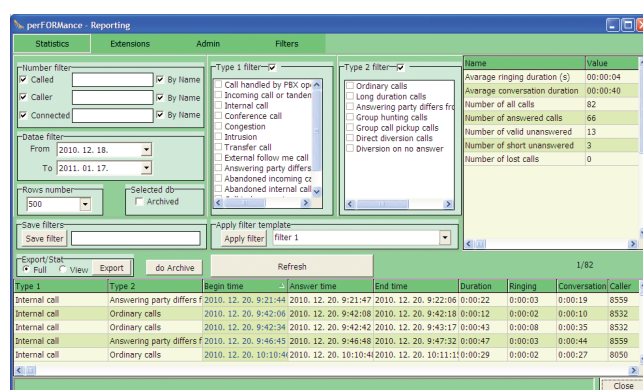 perFORMance - Reporting
Statistics Extensions Admin Filters
Number filter
Called By Name
Caller By Name
Connected By Name
Datae filter
From 2010. 12. 18.
To 2011. 01. 17.
Rows number
500
Selected db
Archived
Type 1 filter
Call handled by PBX op
Incoming call or tanden
Internal call
Conference call
Congestion
Intrusion
Transfer call
External follow me call
Answering party differs
Abandoned incoming ca
Abandoned internal cal
Type 2 filter
Ordinary calls
Long duration calls
Answering party differs fro
Group hunting calls
Group call pickup calls
Direct diversion calls
Diversion on no answer
Name Value
Avarage ringing duration (s) 00:00:04
Avarage conversation duration 00:00:40
Number of all calls 82
Number of answered calls 66
Number of valid unanswered 13
Number of short unanswered 3
Number of lost calls 0
Save filters
Save filter
Apply filter template
Apply filter filter 1
Export/Stat
Full View Export do Archive Refresh 1/82
Type 1 Type 2 Begin time Answer time End time Duration Ringing Conversation Caller
Internal call Answering party differs f 2010. 12. 20. 9:21:44 2010. 12. 20. 9:21:47 2010. 12. 20. 9:22:06 0:00:22 0:00:03 0:00:19 8559
Internal call Ordinary calls 2010. 12. 20. 9:42:06 2010. 12. 20. 9:42:08 2010. 12. 20. 9:42:18 0:00:12 0:00:02 0:00:10 8532
Internal call Ordinary calls 2010. 12. 20. 9:42:34 2010. 12. 20. 9:42:42 2010. 12. 20. 9:43:17 0:00:43 0:00:08 0:00:35 8532
Internal call Answering party differs f 2010. 12. 20. 9:46:45 2010. 12. 20. 9:46:48 2010. 12. 20. 9:47:32 0:00:47 0:00:03 0:00:44 8559
Internal call Ordinary calls 2010. 12. 20. 10:10:4 2010. 12. 20. 10:10:4 2010. 12. 20. 10:11:1 0:00:29 0:00:02 0:00:27 8050
Close